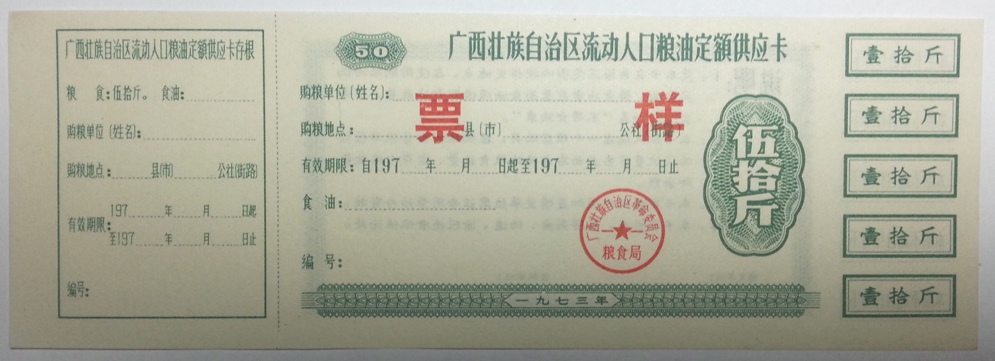 广西壮族自治区流动人口粮油定额供应卡存根
粮 食:伍拾斤。 食油:
购粮单位(姓名):
购粮地点: 县(市) 公社(街路)
有效期限: 197 年 月 日起
至197 年 月 日止
编号:
50
广西壮族自治区流动人口粮油定额供应卡
购粮单位(姓名):
票样
购粮地点: 县(市) 公社(街路)
有效期限:自197 年 月 日起至197 年 月 日止
食 油:
编 号:
广西壮族自治区革命委员会
粮食局
伍拾斤
一九七三年
壹拾斤
壹拾斤
壹拾斤
壹拾斤
壹拾斤